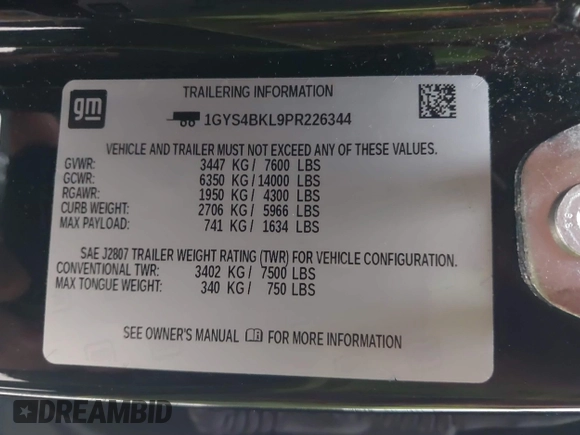 gm
TRAILERING INFORMATION
1GYS4BKL9PR226344
VEHICLE AND TRAILER MUST NOT EXCEED ANY OF THESE VALUES.
GVWR: 3447 KG / 7600 LBS
GCWR: 6350 KG / 14000 LBS
RGAWR: 1950 KG / 4300 LBS
CURB WEIGHT: 2706 KG / 5966 LBS
MAX PAYLOAD: 741 KG / 1634 LBS
SAE J2807 TRAILER WEIGHT RATING (TWR) FOR VEHICLE CONFIGURATION.
CONVENTIONAL TWR: 3402 KG / 7500 LBS
MAX TONGUE WEIGHT: 340 KG / 750 LBS
SEE OWNER'S MANUAL FOR MORE INFORMATION
DREAMBID